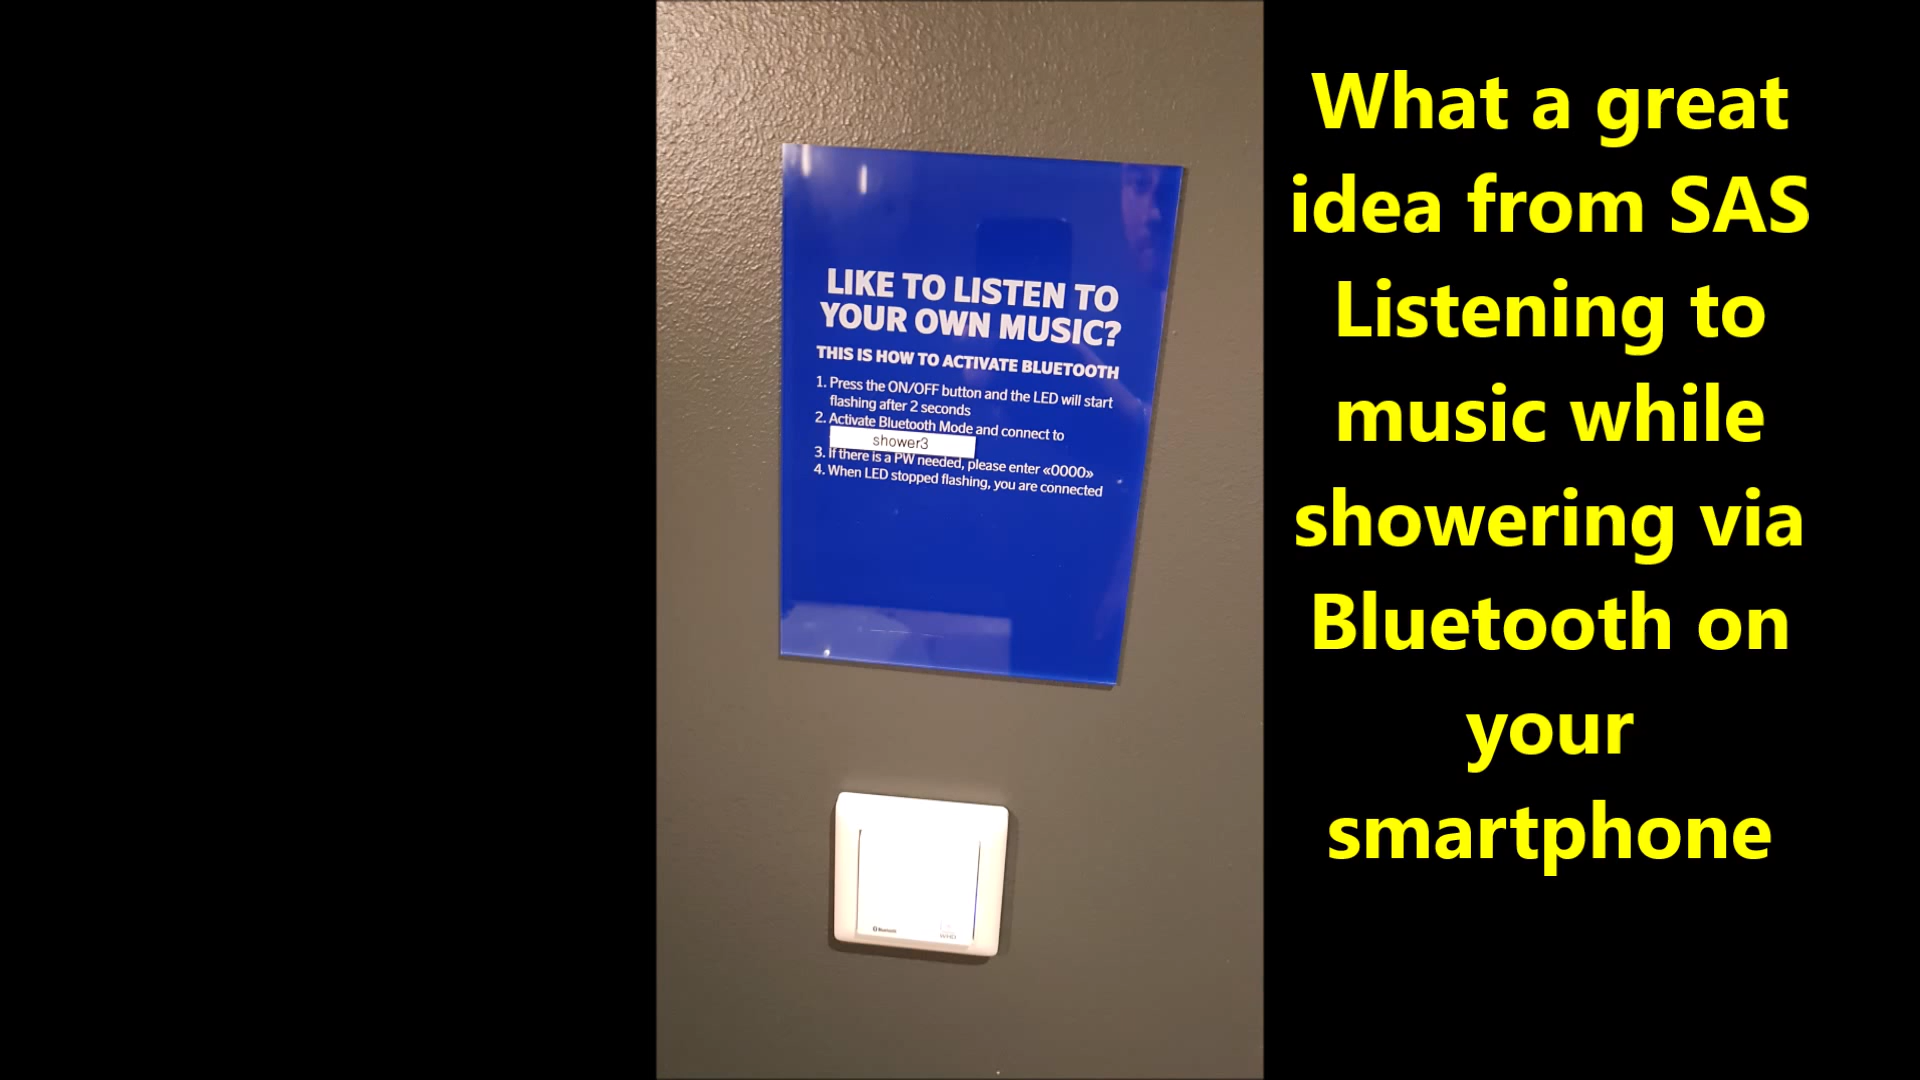 LIKE TO LISTEN TO
YOUR OWN MUSIC?
THIS IS HOW TO ACTIVATE BLUETOOTH
1. Press the ON/OFF button and the LED will start
flashing after 2 seconds
2. Activate Bluetooth Mode and connect to
shower3
3. If there is a PW needed, please enter «0000»
4. When LED stopped flashing, you are connected
Bluetooth
WHD
What a great
idea from SAS
Listening to
music while
showering via
Bluetooth on
your
smartphone